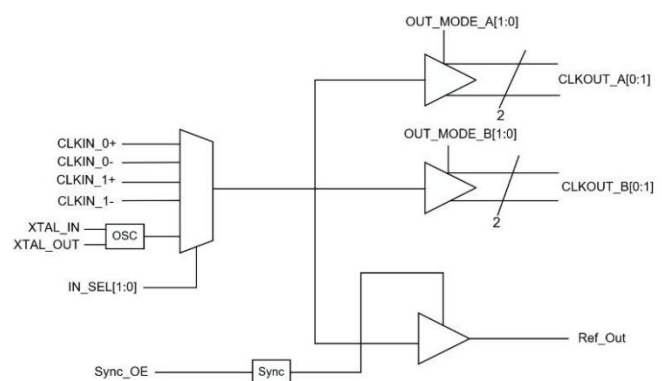 OUT_MODE_A[1:0]
CLKOUT_A[0:1]
2
OUT_MODE_B[1:0]
CLKIN_0+
CLKIN_0-
CLKIN_1+
CLKIN_1-
CLKOUT_B[0:1]
2
XTAL_IN
OSC
XTAL_OUT
IN_SEL[1:0]
Ref_Out
Sync_OE
Sync